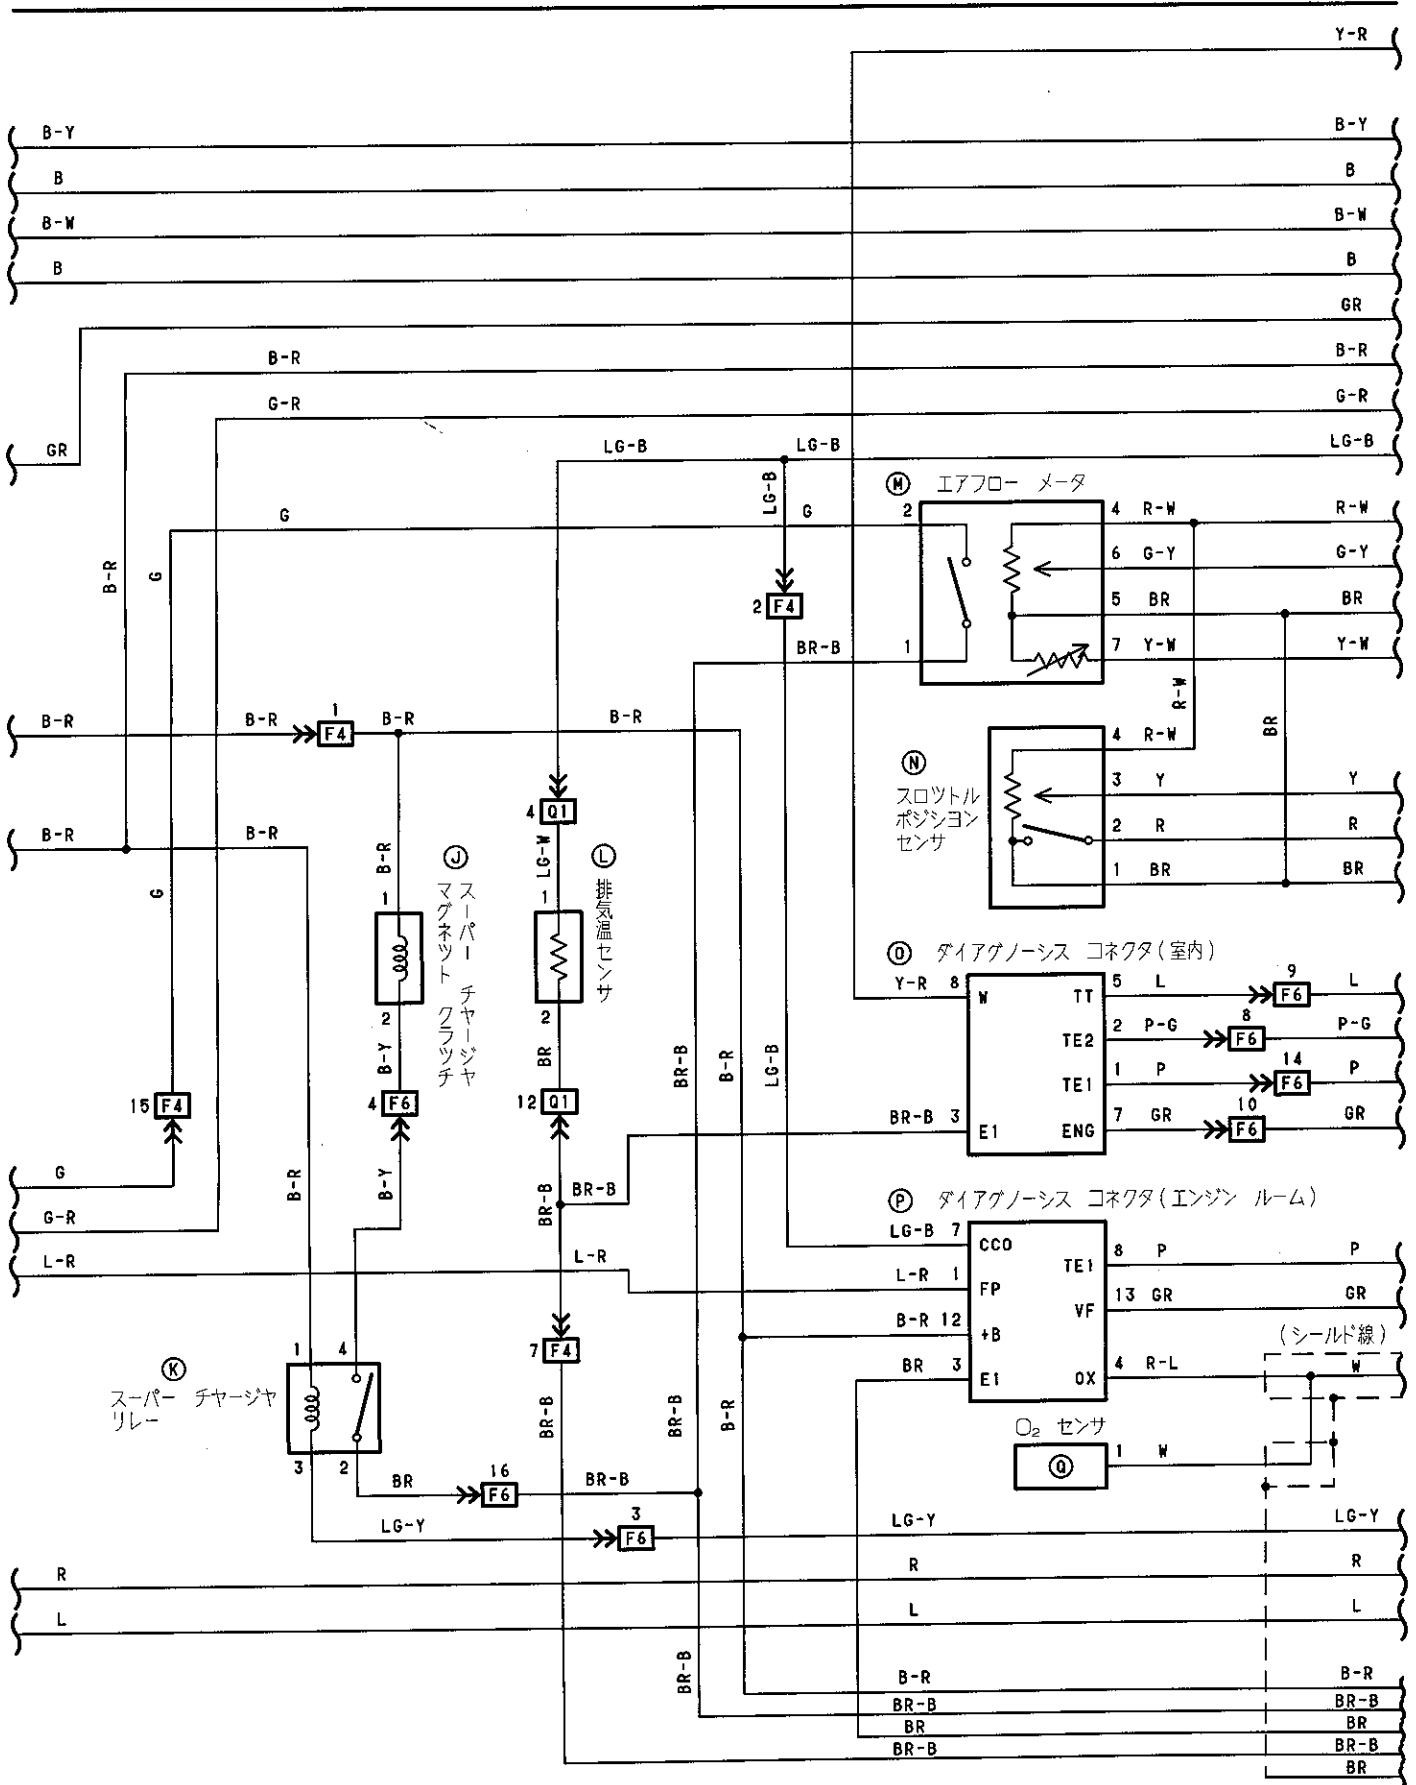 Y-R
B-Y B-Y
B B
B-W B-W
B B
GR
B-R B-R
G-R G-R
GR LG-B LG-B LG-B
LG-B
Ⓜ エアフロー メータ
G G 2 4 R-W R-W
6 G-Y G-Y
B-R G
2 F4
5 BR BR
BR-B 1 7 Y-W Y-W
R-W
BR
B-R B-R 1 F4 B-R B-R
4 R-W
Ⓝ
スロツトル
ポジシヨン
センサ
3 Y Y
2 R R
1 BR BR
4 Q1
LG-W
B-R B-R
B-R
G
Ⓙ
スーパー チヤージヤ
マグネツト クラツチ
1
2
Ⓛ
排気温センサ
1
2
Ⓞ ダイアグノーシス コネクタ(室内)
Y-R 8 W TT 5 L 9 F6 L
TE2 2 P-G 8 F6 P-G
TE1 1 P 14 F6 P
BR-B 3 E1 ENG 7 GR 10 F6 GR
B-Y
BR
BR-B
B-R
LG-B
15 F4
4 F6
12 Q1
G
B-R
B-Y
BR-B
BR-B
G-R
L-R L-R
Ⓟ ダイアグノーシス コネクタ(エンジン ルーム)
LG-B 7 CCO TE1 8 P P
L-R 1 FP
VF 13 GR GR
B-R 12 +B
BR 3 E1 OX 4 R-L
(シールド線)
W
7 F4
Ⓚ
スーパー チヤージヤ
リレー
1 4
3 2
BR-B
BR-B
B-R
O₂ センサ
Ⓠ 1 W
BR 16 F6 BR-B
LG-Y 3 F6 LG-Y LG-Y
R R R
L L L
BR-B
B-R B-R
BR-B BR-B
BR BR
BR-B BR-B
BR